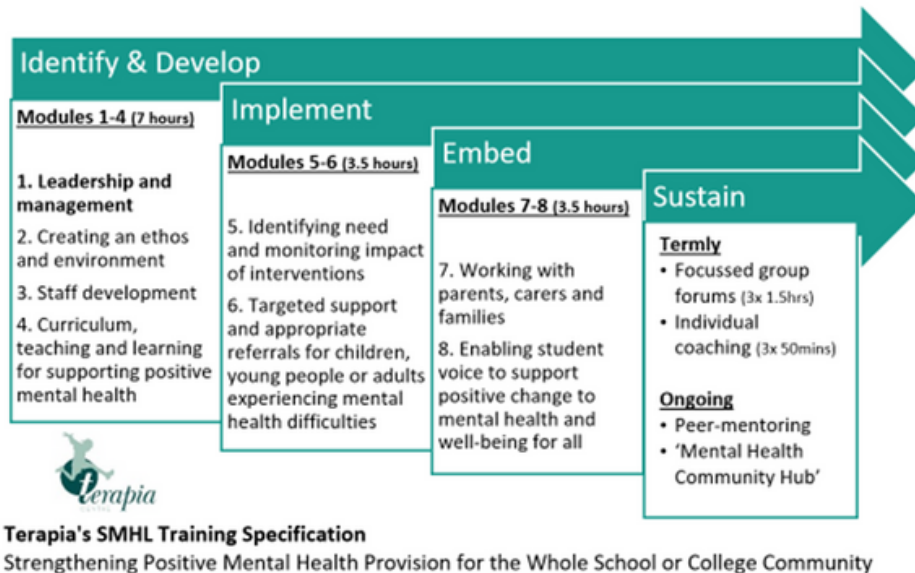 Identify & Develop
Modules 1-4 (7 hours)
1. Leadership and
management
2. Creating an ethos
and environment
3. Staff development
4. Curriculum,
teaching and learning
for supporting positive
mental health
Implement
Modules 5-6 (3.5 hours)
5. Identifying need
and monitoring impact
of interventions
6. Targeted support
and appropriate
referrals for children,
young people or adults
experiencing mental
health difficulties
Embed
Modules 7-8 (3.5 hours)
7. Working with
parents, carers and
families
8. Enabling student
voice to support
positive change to
mental health and
well-being for all
Sustain
Termly
• Focussed group
forums (3x 1.5hrs)
• Individual
coaching (3x 50mins)
Ongoing
• Peer-mentoring
• ‘Mental Health
Community Hub’
terapia
Terapia's SMHL Training Specification
Strengthening Positive Mental Health Provision for the Whole School or College Community